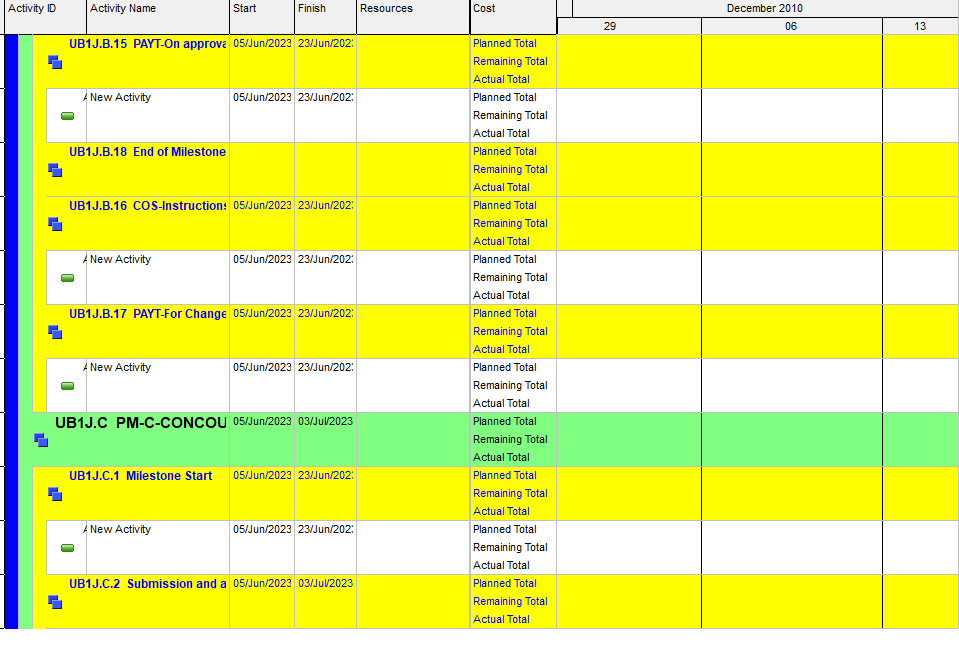 Activity ID Activity Name Start Finish Resources Cost December 2010
29 06 13
UB1J.B.15 PAYT-On approva 05/Jun/2023 23/Jun/202 Planned Total
Remaining Total
Actual Total
A New Activity 05/Jun/2023 23/Jun/202 Planned Total
Remaining Total
Actual Total
UB1J.B.18 End of Milestone Planned Total
Remaining Total
Actual Total
UB1J.B.16 COS-Instructions 05/Jun/2023 23/Jun/202 Planned Total
Remaining Total
Actual Total
A New Activity 05/Jun/2023 23/Jun/202 Planned Total
Remaining Total
Actual Total
UB1J.B.17 PAYT-For Change 05/Jun/2023 23/Jun/202 Planned Total
Remaining Total
Actual Total
A New Activity 05/Jun/2023 23/Jun/202 Planned Total
Remaining Total
Actual Total
UB1J.C PM-C-CONCOU 05/Jun/2023 03/Jul/2023 Planned Total
Remaining Total
Actual Total
UB1J.C.1 Milestone Start 05/Jun/2023 23/Jun/202 Planned Total
Remaining Total
Actual Total
A New Activity 05/Jun/2023 23/Jun/202 Planned Total
Remaining Total
Actual Total
UB1J.C.2 Submission and a 05/Jun/2023 03/Jul/2023 Planned Total
Remaining Total
Actual Total